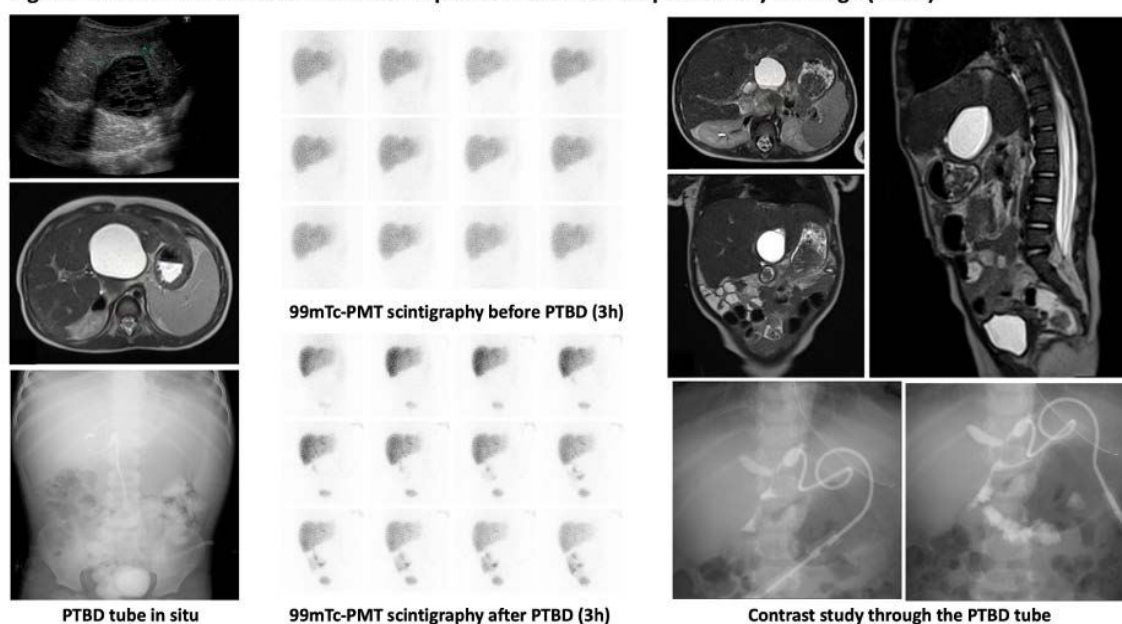 99mTc-PMT scintigraphy before PTBD (3h)
PTBD tube in situ
99mTc-PMT scintigraphy after PTBD (3h)
Contrast study through the PTBD tube